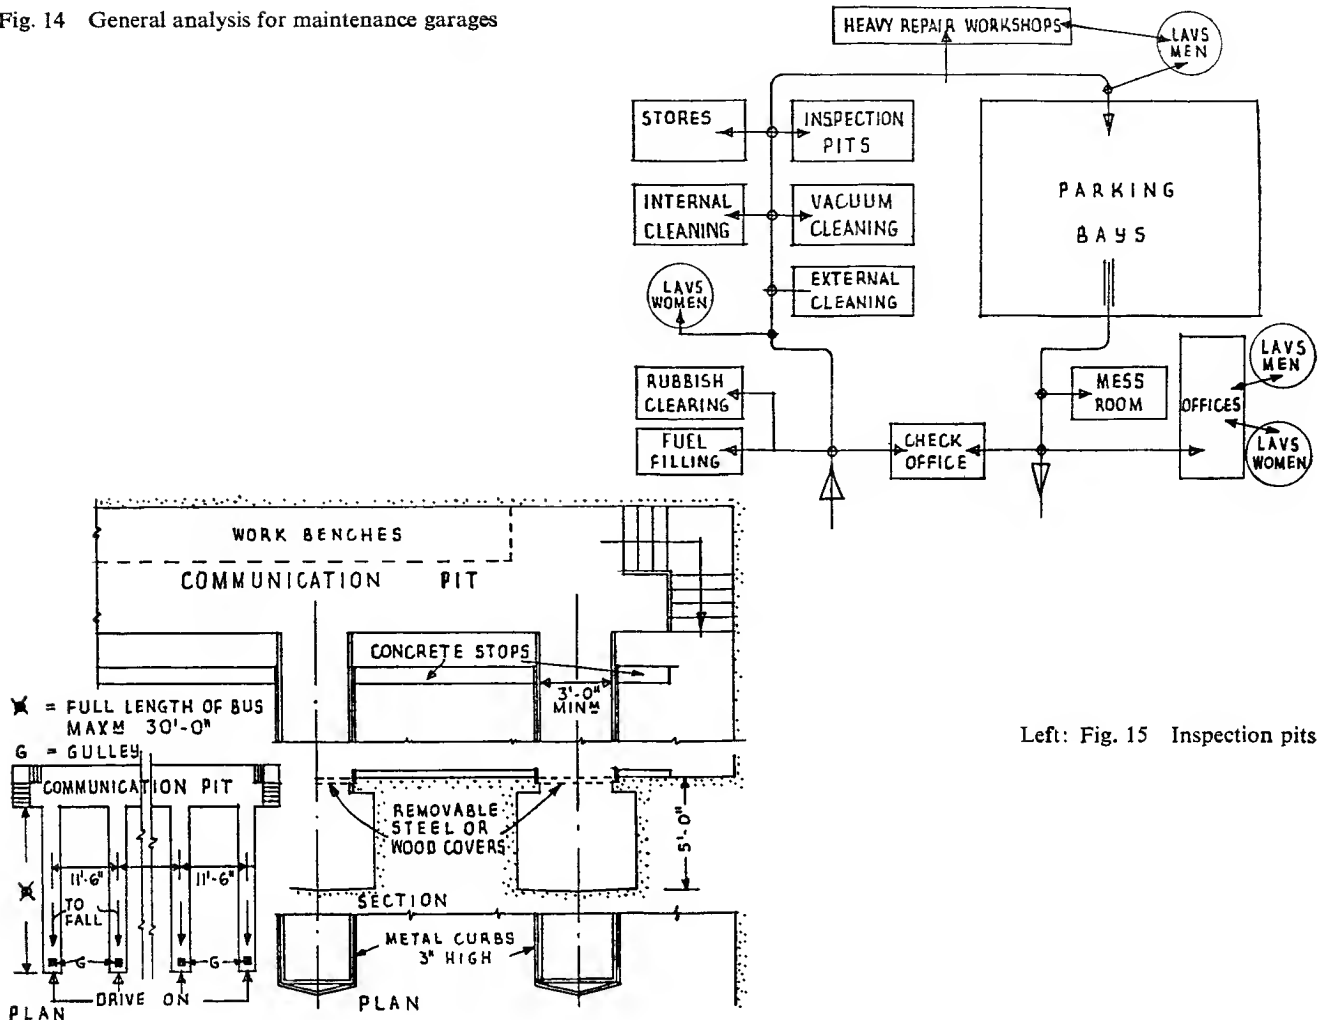 Fig. 14 General analysis for maintenance garages
HEAVY REPAIR WORKSHOPS
LAVS
MEN
STORES
INSPECTION
PITS
PARKING
BAYS
INTERNAL
CLEANING
VACUUM
CLEANING
LAVS
WOMEN
EXTERNAL
CLEANING
RUBBISH
CLEARING
FUEL
FILLING
CHECK
OFFICE
MESS
ROOM
OFFICES
LAVS
MEN
LAVS
WOMEN
WORK BENCHES
COMMUNICATION PIT
CONCRETE STOPS
3'-0"
MINM
= FULL LENGTH OF BUS
MAXM 30'-0"
G = GULLEY
COMMUNICATION PIT
11'-6" 11'-6"
TO
FALL
G G
DRIVE ON
PLAN
REMOVABLE
STEEL OR
WOOD COVERS
5'-0"
SECTION
METAL CURBS
3" HIGH
PLAN
Left: Fig. 15 Inspection pits